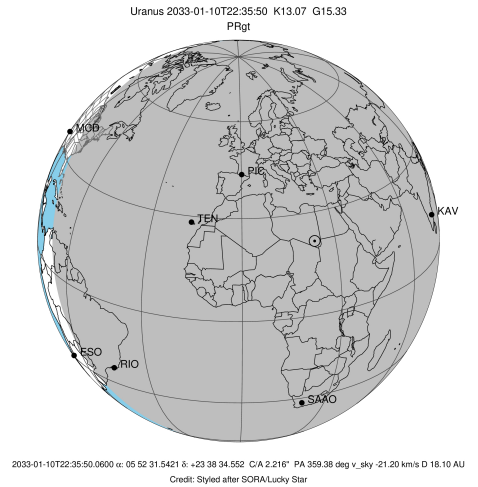 Uranus 2033-01-10T22:35:50 K13.07 G15.33
PRgt
MCD
PIC
KAV
TEN
ESO
RIO
SAAO
2033-01-10T22:35:50.0600 α: 05 52 31.5421 δ: +23 38 34.552 C/A 2.216" PA 359.38 deg v_sky -21.20 km/s D 18.10 AU
Credit: Styled after SORA/Lucky Star